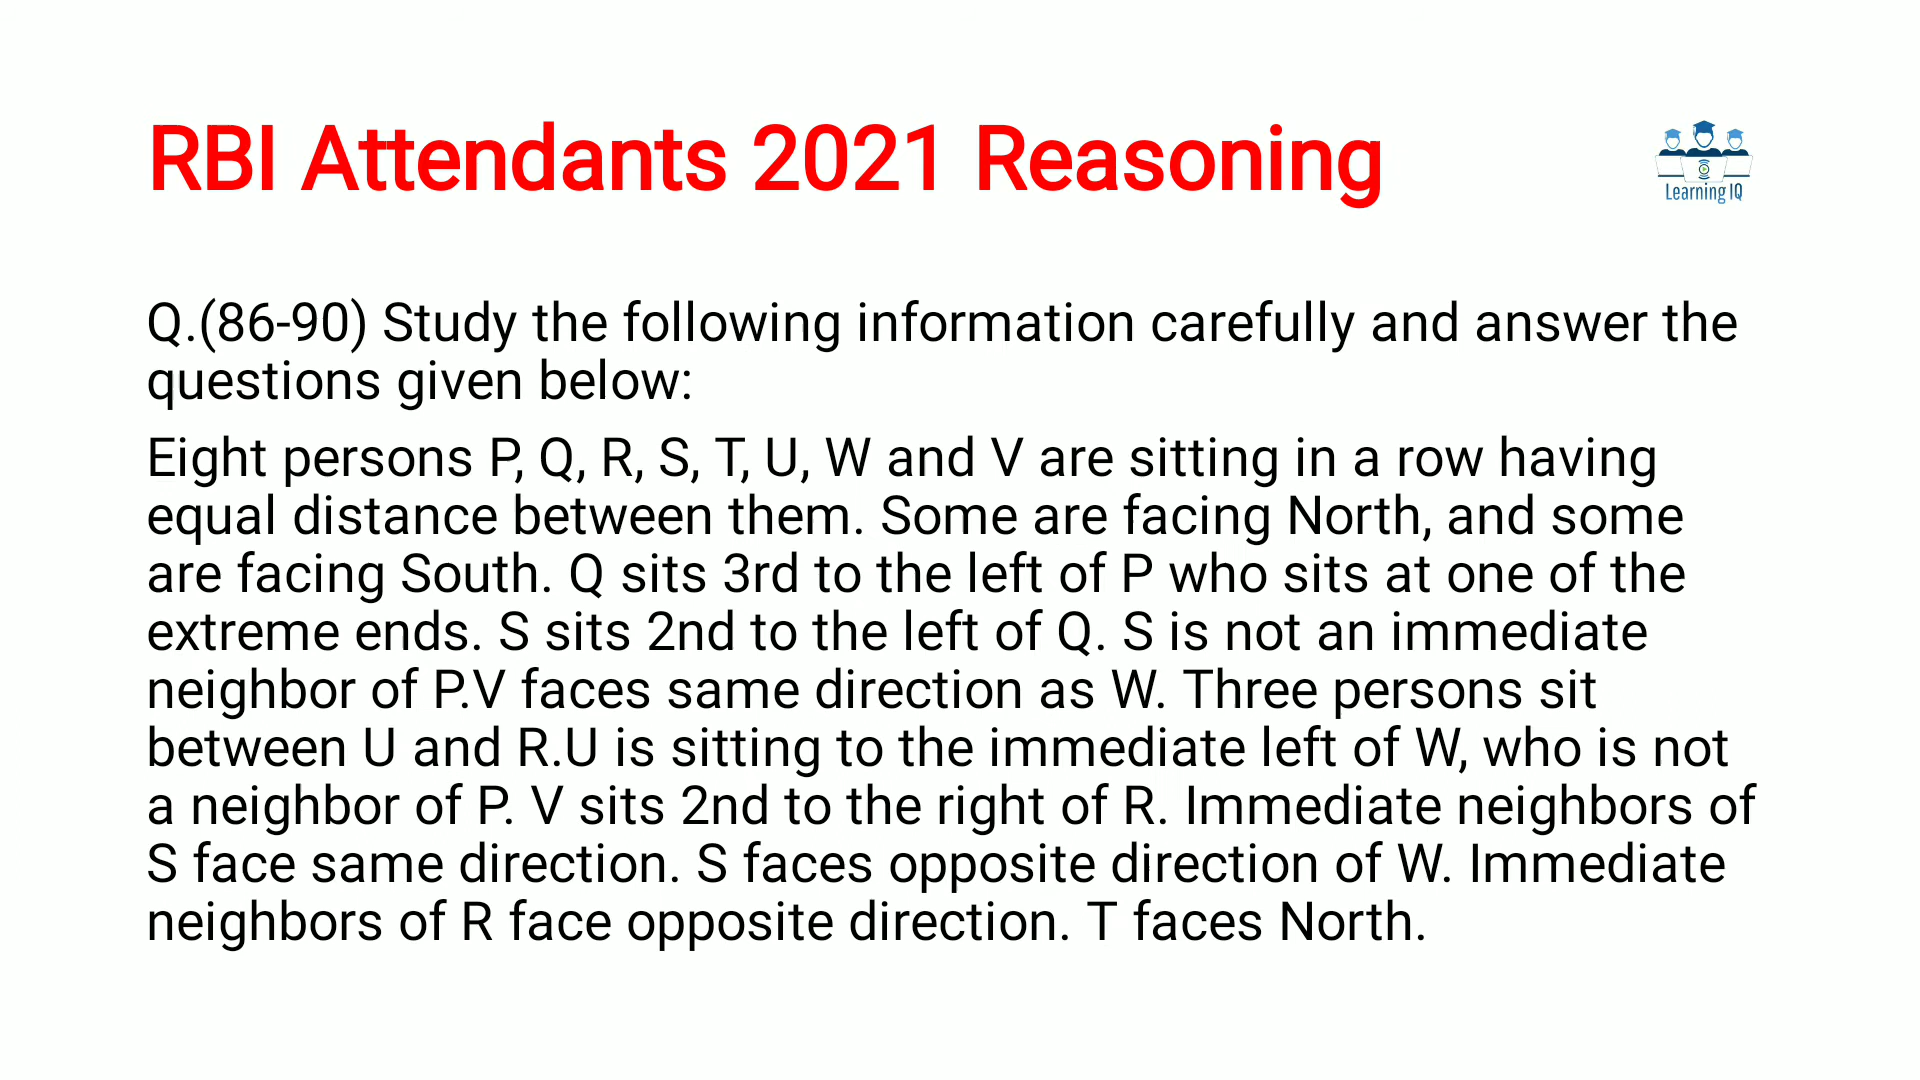 RBI Attendants 2021 Reasoning
Learning IQ
Q.(86-90) Study the following information carefully and answer the
questions given below:
Eight persons P, Q, R, S, T, U, W and V are sitting in a row having
equal distance between them. Some are facing North, and some
are facing South. Q sits 3rd to the left of P who sits at one of the
extreme ends. S sits 2nd to the left of Q. S is not an immediate
neighbor of P.V faces same direction as W. Three persons sit
between U and R.U is sitting to the immediate left of W, who is not
a neighbor of P. V sits 2nd to the right of R. Immediate neighbors of
S face same direction. S faces opposite direction of W. Immediate
neighbors of R face opposite direction. T faces North.